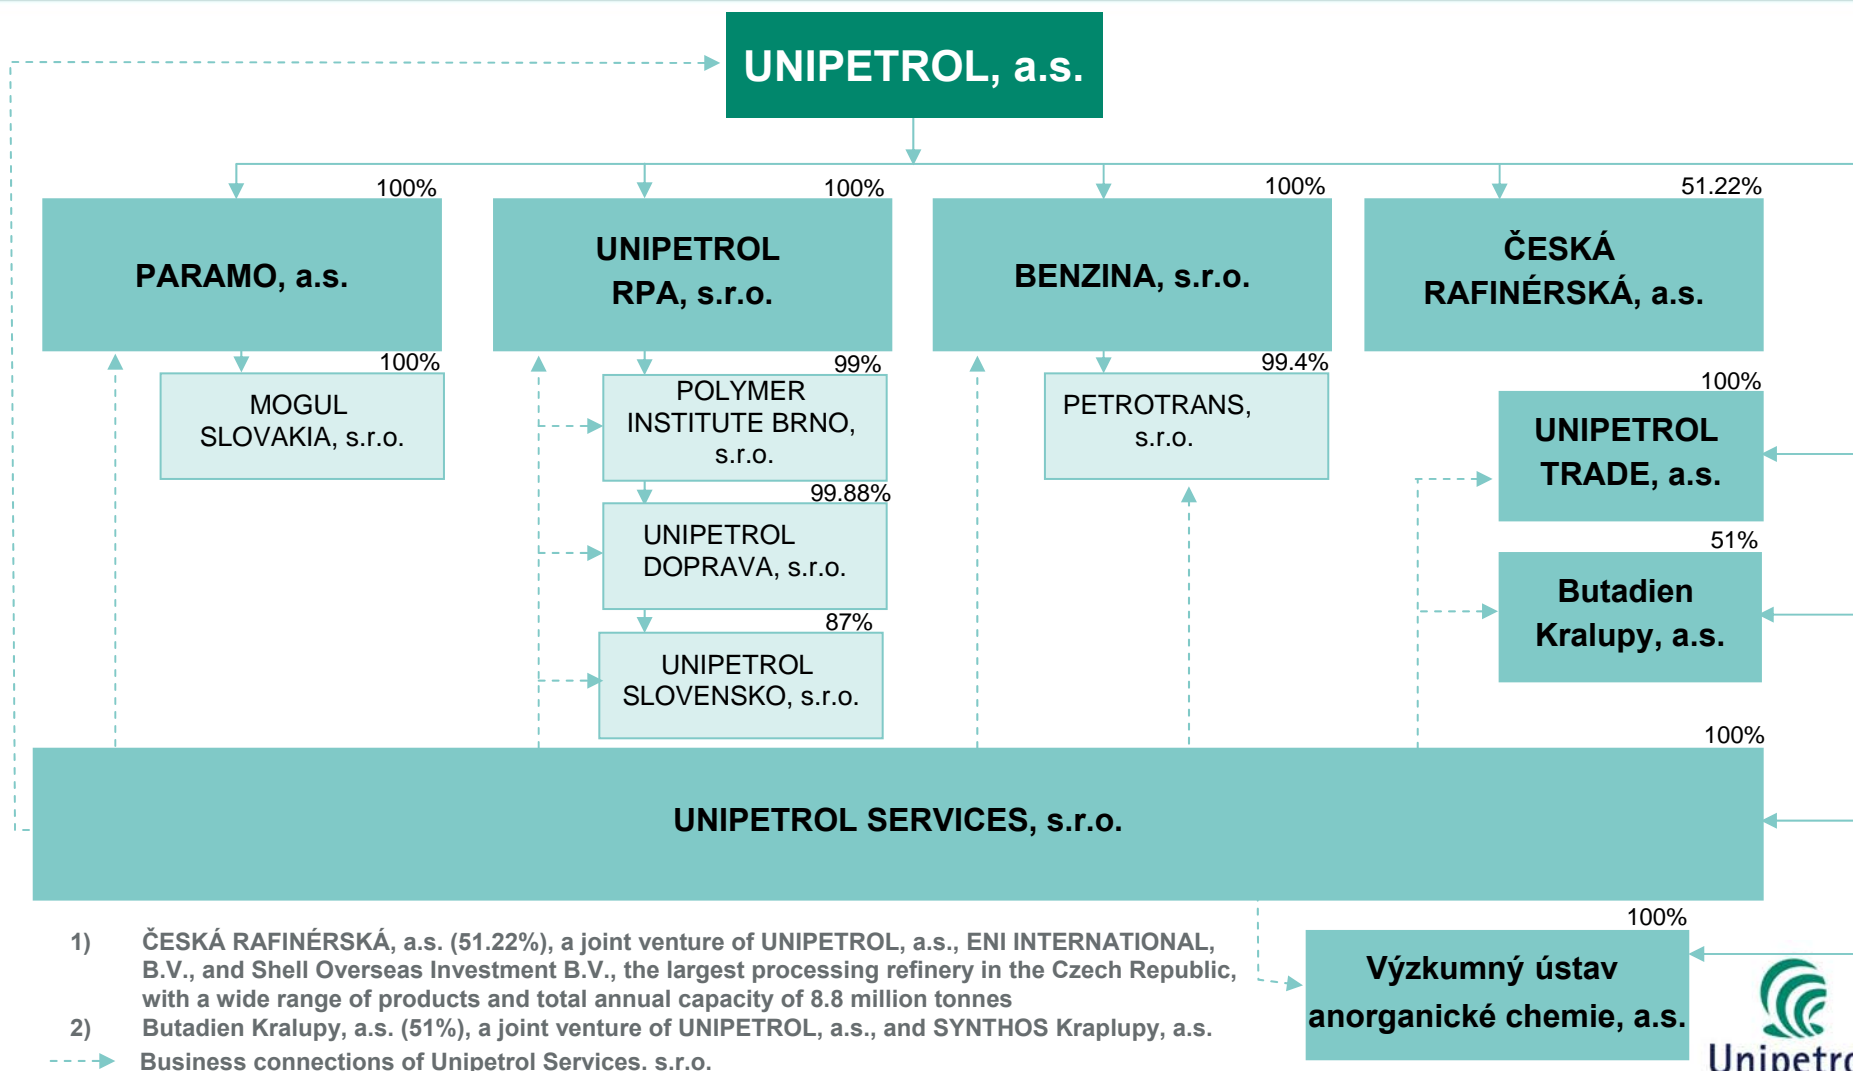 UNIPETROL, a.s.
100%
100%
100%
51.22%
PARAMO, a.s.
UNIPETROL
RPA, s.r.o.
BENZINA, s.r.o.
ČESKÁ
RAFINÉRSKÁ, a.s.
100%
99%
99.4%
MOGUL
SLOVAKIA, s.r.o.
POLYMER
INSTITUTE BRNO,
s.r.o.
PETROTRANS,
s.r.o.
100%
UNIPETROL
TRADE, a.s.
99.88%
UNIPETROL
DOPRAVA, s.r.o.
51%
Butadien
Kralupy, a.s.
87%
UNIPETROL
SLOVENSKO, s.r.o.
100%
UNIPETROL SERVICES, s.r.o.
100%
Výzkumný ústav
anorganické chemie, a.s.
1) ČESKÁ RAFINÉRSKÁ, a.s. (51.22%), a joint venture of UNIPETROL, a.s., ENI INTERNATIONAL,
B.V., and Shell Overseas Investment B.V., the largest processing refinery in the Czech Republic,
with a wide range of products and total annual capacity of 8.8 million tonnes
2) Butadien Kralupy, a.s. (51%), a joint venture of UNIPETROL, a.s., and SYNTHOS Kraplupy, a.s.
Business connections of Unipetrol Services, s.r.o.
Unipetro